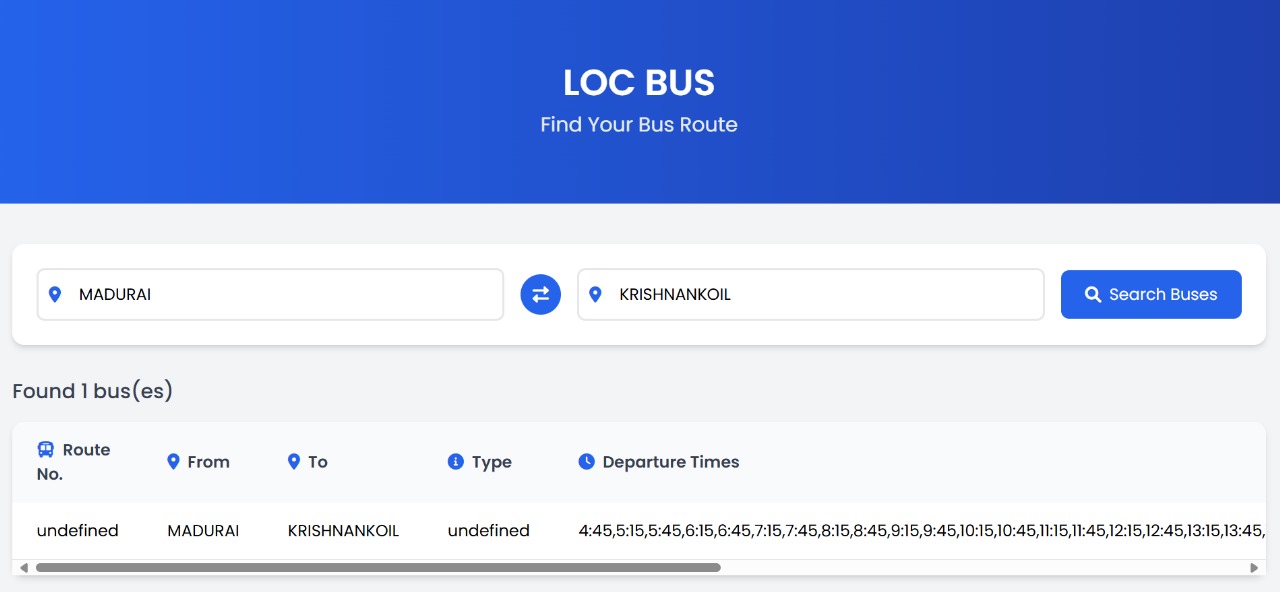 LOC BUS
Find Your Bus Route
MADURAI
KRISHNANKOIL
Search Buses
Found 1 bus(es)
Route No.
From
To
Type
Departure Times
undefined
MADURAI
KRISHNANKOIL
undefined
4:45,5:15,5:45,6:15,6:45,7:15,7:45,8:15,8:45,9:15,9:45,10:15,10:45,11:15,11:45,12:15,12:45,13:15,13:45,